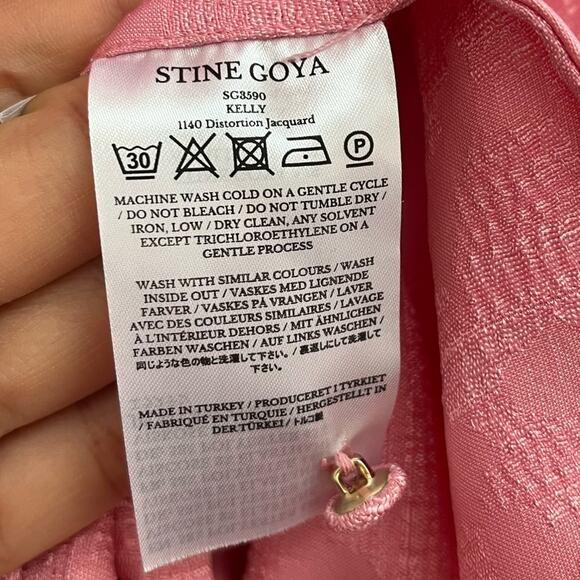 STINE GOYA
SG3590
KELLY
1140 Distortion Jacquard
30
P
MACHINE WASH COLD ON A GENTLE CYCLE
/ DO NOT BLEACH / DO NOT TUMBLE DRY /
IRON, LOW / DRY CLEAN, ANY SOLVENT
EXCEPT TRICHLOROETHYLENE ON A
GENTLE PROCESS
WASH WITH SIMILAR COLOURS / WASH
INSIDE OUT / VASKES MED LIGNENDE
FARVER / VASKES PÅ VRANGEN / LAVER
AVEC DES COULEURS SIMILAIRES / LAVAGE
À L'INTÉRIEUR DEHORS / MIT ÄHNLICHEN
FARBEN WASCHEN / AUF LINKS WASCHEN /
同じような色の物と洗濯して下さい。裏返しにして洗濯して下さい
。
MADE IN TURKEY / PRODUCERET I TYRKIET
/ FABRIQUÉ EN TURQUIE / HERGESTELLT IN
DER TÜRKEI / トルコ製